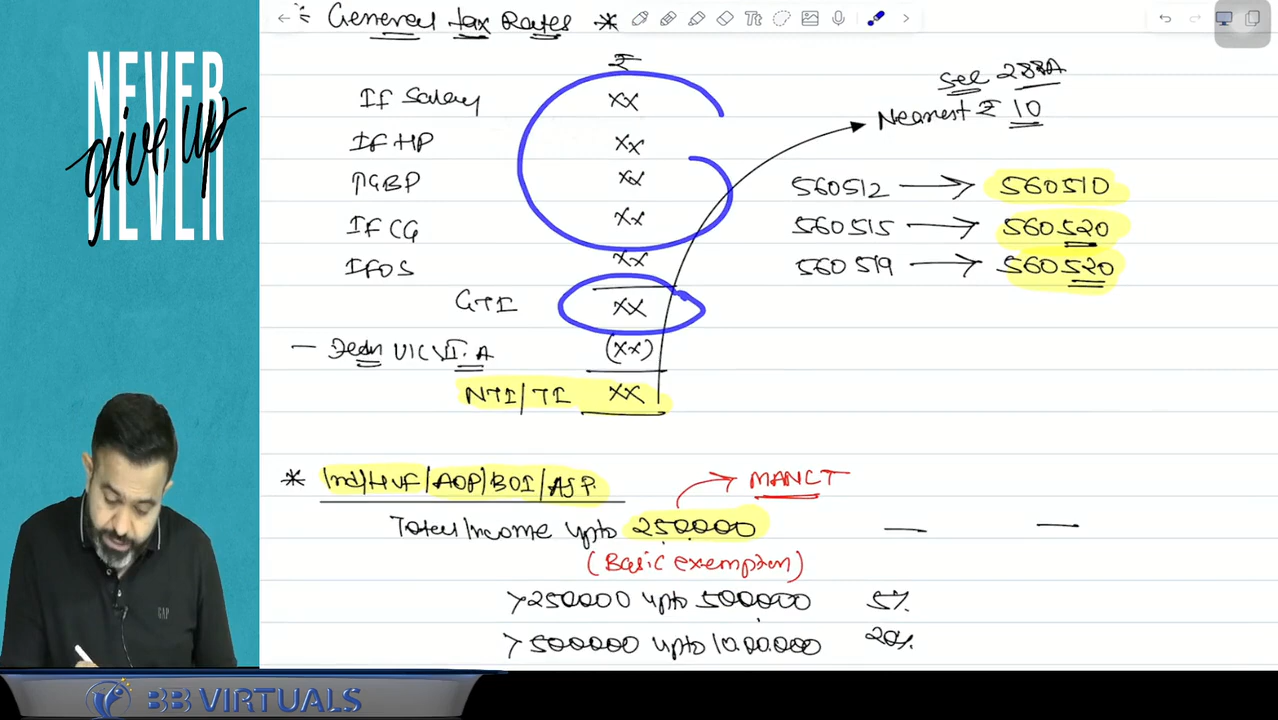 General tax Rates *
₹
If Salary XX
IF HP XX
PGBP XX
IF CG XX
IFOS XX
GTI XX
— Dedn U/C VI-A (XX)
NTI/TI XX
Sec 288A
Nearest ₹ 10
560512 → 560510
560515 → 560520
560519 → 560520
* Ind/HUF/AOP/BOI/AJP
→ MANCT
Total Income upto 250000 — —
(Basic exemption)
>250000 upto 500000 5%
>500000 upto 1000000 20%
NEVER
give up
NEVER
GAP
BB VIRTUALS